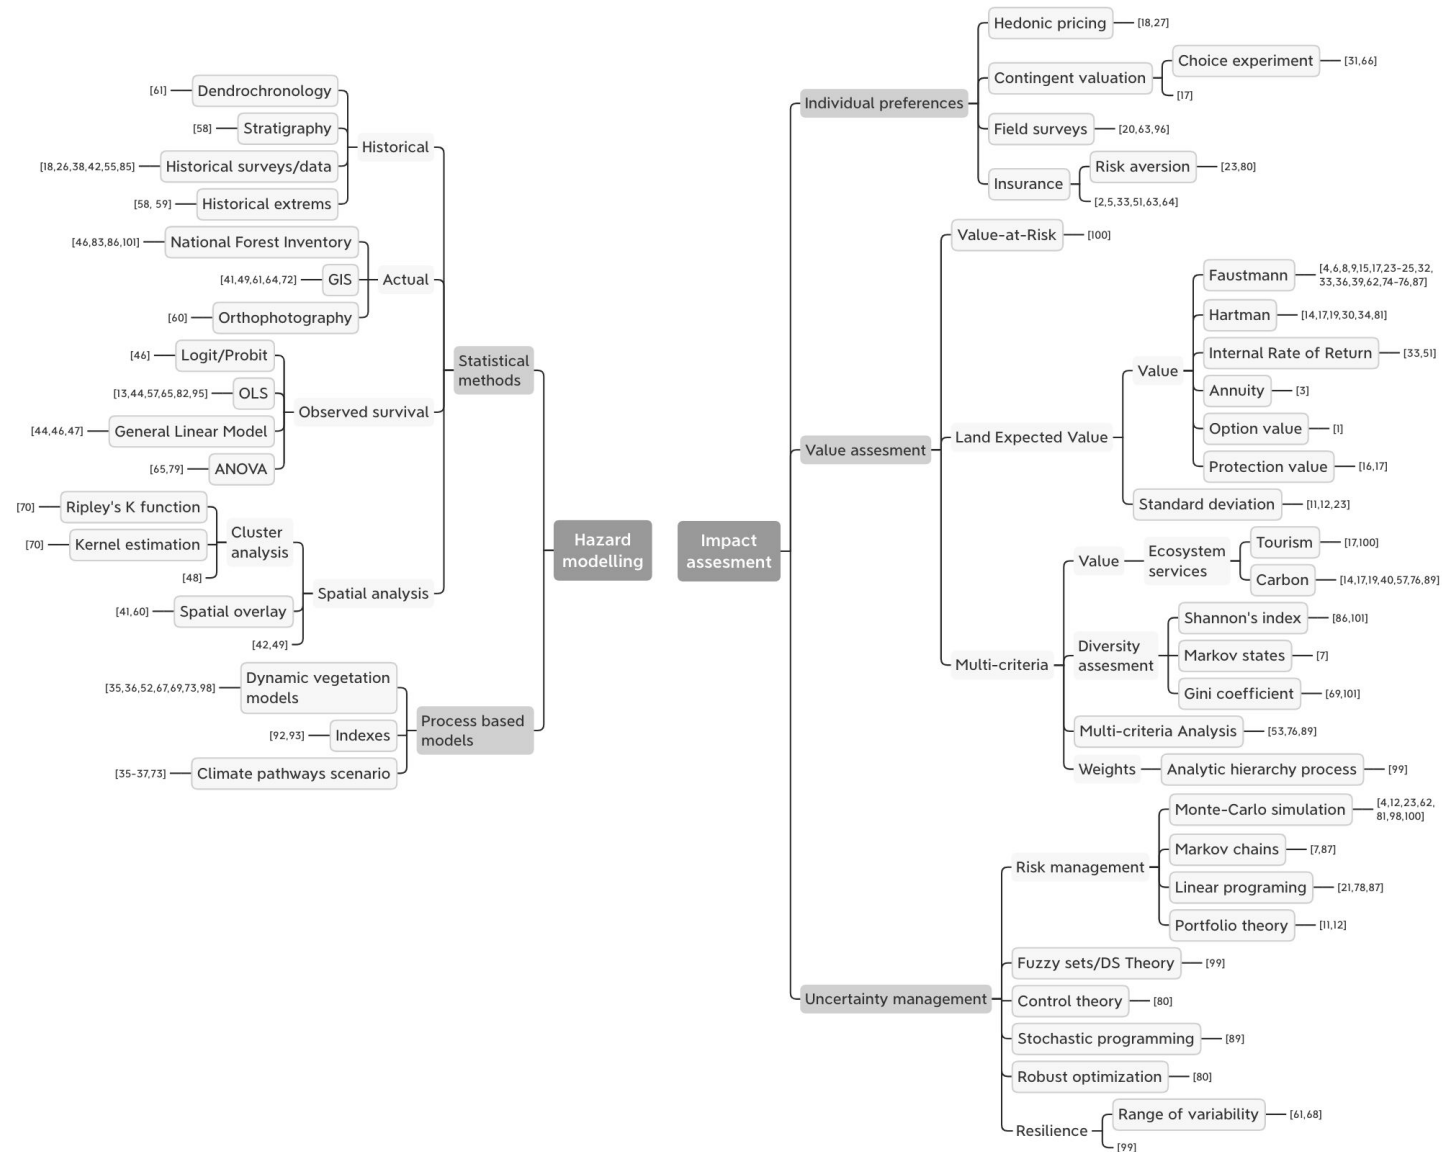 [61]
Dendrochronology
[58]
Stratigraphy
Historical
[18,26,38,42,55,85]
Historical surveys/data
[58, 59]
Historical extrems
[46,83,86,101]
National Forest Inventory
[41,49,61,64,72]
GIS
Actual
[60]
Orthophotography
[46]
Logit/Probit
[13,44,57,65,82,95]
OLS
Observed survival
[44,46,47]
General Linear Model
[65,79]
ANOVA
Statistical
methods
[70]
Ripley's K function
[70]
Kernel estimation
Cluster
analysis
[48]
[41,60]
Spatial overlay
Spatial analysis
[42,49]
[35,36,52,67,69,73,98]
Dynamic vegetation
models
[92,93]
Indexes
Process based
models
[35-37,73]
Climate pathways scenario
Hazard
modelling
Impact
assesment
Individual preferences
Hedonic pricing
[18,27]
Contingent valuation
Choice experiment
[31,66]
[17]
Field surveys
[20,63,96]
Insurance
Risk aversion
[23,80]
[2,5,33,51,63,64]
Value assesment
Value-at-Risk
[100]
Land Expected Value
Value
Faustmann
[4,6,8,9,15,17,23-25,32,
33,36,39,62,74-76,87]
Hartman
[14,17,19,30,34,81]
Internal Rate of Return
[33,51]
Annuity
[3]
Option value
[1]
Protection value
[16,17]
Standard deviation
[11,12,23]
Multi-criteria
Value
Ecosystem
services
Tourism
[17,100]
Carbon
[14,17,19,40,57,76,89]
Diversity
assesment
Shannon's index
[86,101]
Markov states
[7]
Gini coefficient
[69,101]
Multi-criteria Analysis
[53,76,89]
Weights
Analytic hierarchy process
[99]
Uncertainty management
Risk management
Monte-Carlo simulation
[4,12,23,62,
81,98,100]
Markov chains
[7,87]
Linear programing
[21,78,87]
Portfolio theory
[11,12]
Fuzzy sets/DS Theory
[99]
Control theory
[80]
Stochastic programming
[89]
Robust optimization
[80]
Resilience
Range of variability
[61,68]
[99]